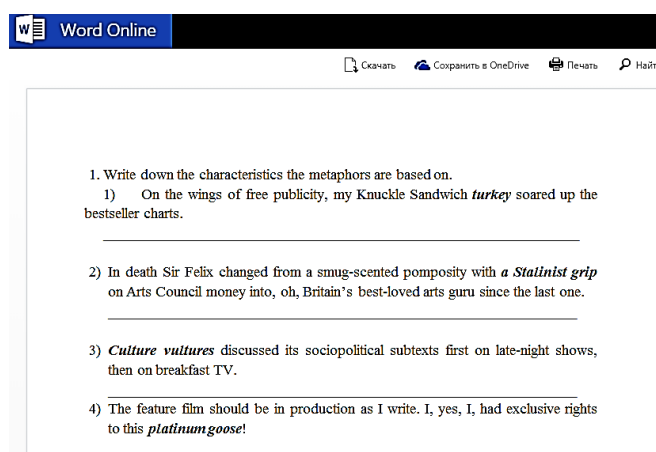 Word Online
Скачать Сохранить в OneDrive Печать Найт
1. Write down the characteristics the metaphors are based on.
1) On the wings of free publicity, my Knuckle Sandwich turkey soared up the
bestseller charts.
2) In death Sir Felix changed from a smug-scented pomposity with a Stalinist grip
on Arts Council money into, oh, Britain's best-loved arts guru since the last one.
3) Culture vultures discussed its sociopolitical subtexts first on late-night shows,
then on breakfast TV.
4) The feature film should be in production as I write. I, yes, I, had exclusive rights
to this platinum goose!